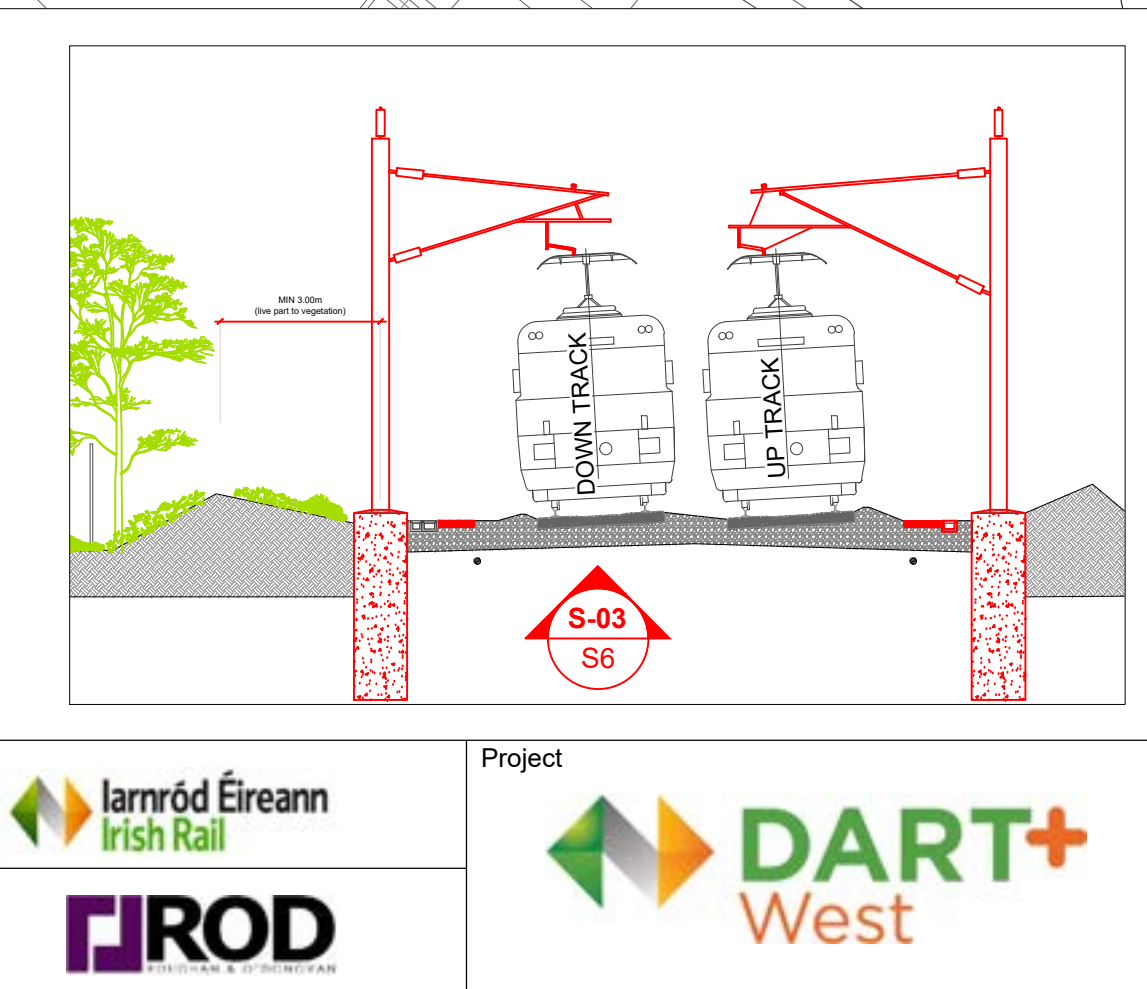 MIN 3.00m
(live part to vegetation)
DOWN TRACK
UP TRACK
S-03
S6
Iarnród Éireann
Irish Rail
Project
DART+
West
ROD